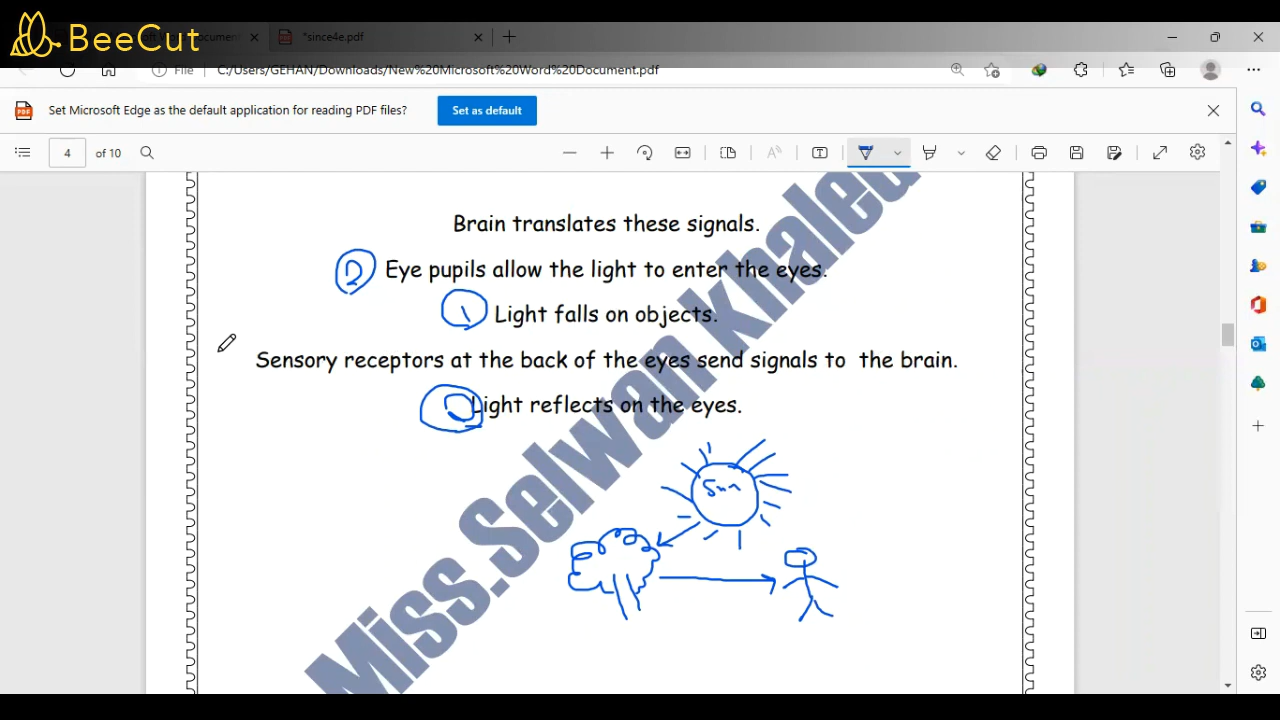 BeeCut
"since4e.pdf
File C:/Users/GEHAN/Downloads/New%20Microsoft%20Word%20Document.pdf
Set Microsoft Edge as the default application for reading PDF files? Set as default
4 of 10
Brain translates these signals.
2 Eye pupils allow the light to enter the eyes.
1 Light falls on objects.
Sensory receptors at the back of the eyes send signals to the brain.
2 Light reflects on the eyes.
Sun
Miss.Selwan Khaled